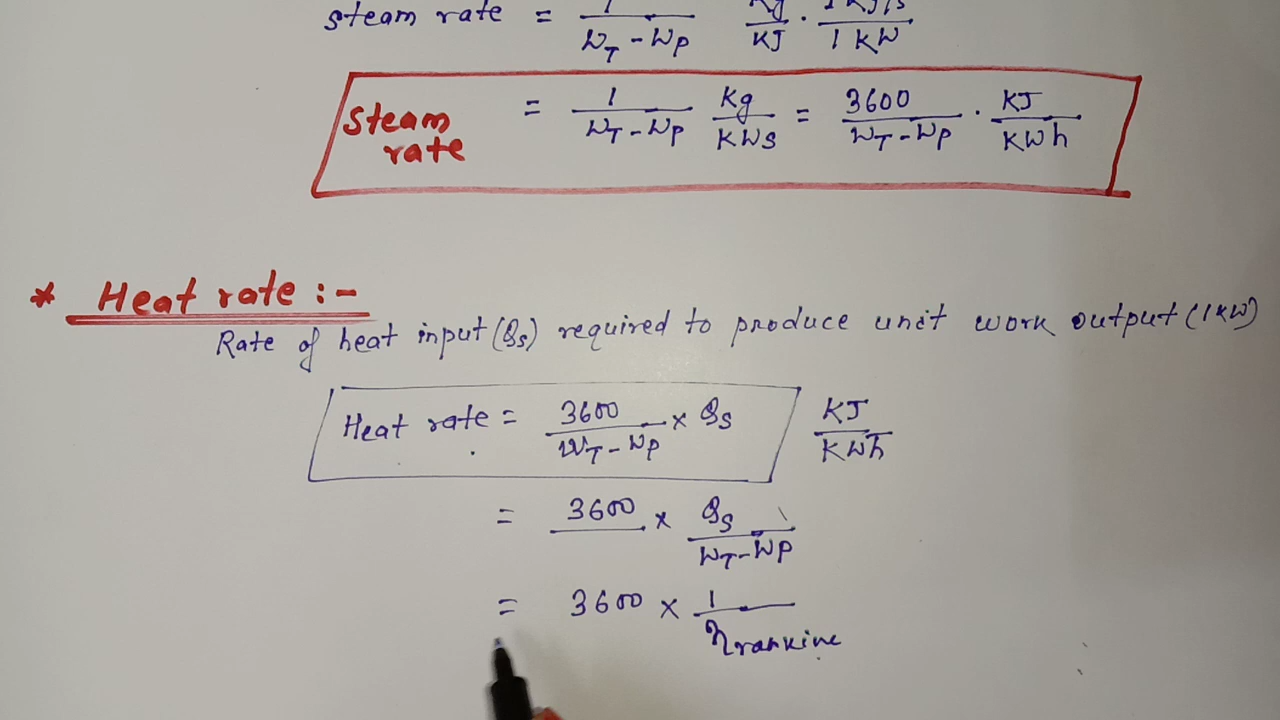 steam rate = 1/(WT - WP) Kg/KJ · 1 KJ/s / 1 KW
Steam rate = 1/(WT - WP) Kg/KWS = 3600/(WT - WP) · KJ/KWh
* Heat rate :-
Rate of heat input (Qs) required to produce unit work output (1KW)
Heat rate = 3600/(WT - WP) × Qs KJ/KWh
= 3600 × Qs/(WT - WP)
= 3600 × 1/ηrankine